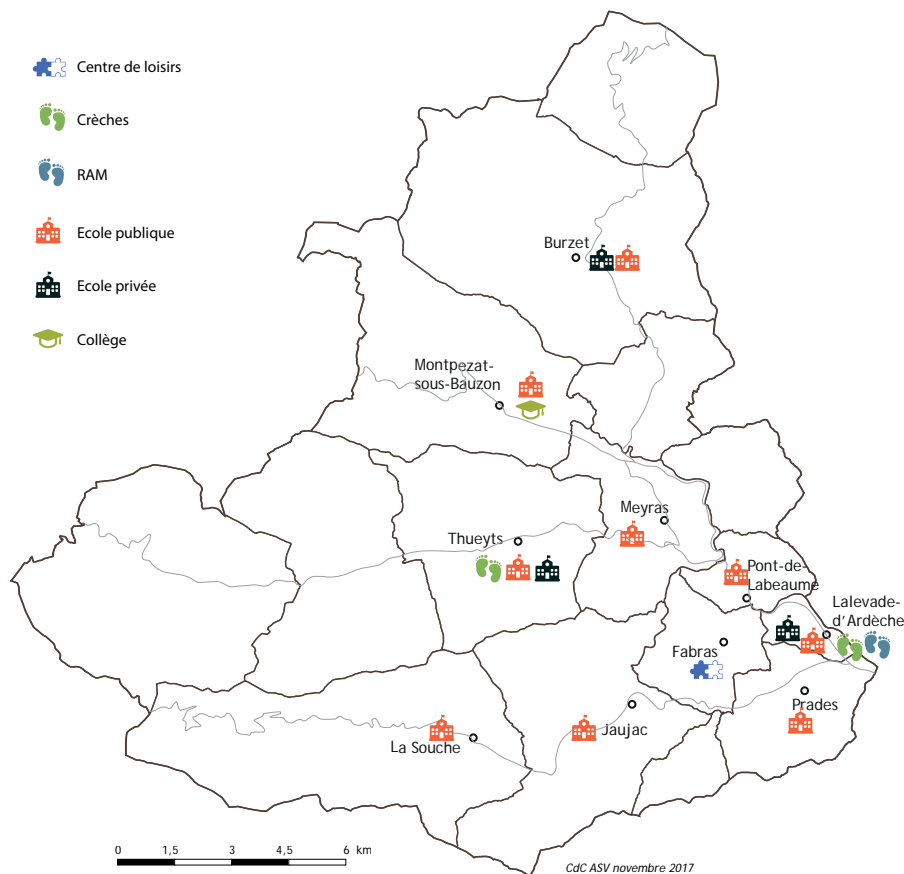 Centre de loisirs
Crèches
RAM
Ecole publique
Ecole privée
Collège
Burzet
Montpezat-
sous-Bauzon
Meyras
Thueyts
Pont-de-
Labeaume
Lalevade-
d'Ardèche
Fabras
Prades
Jaujac
La Souche
0 1,5 3 4,5 6 km
CdC ASV novembre 2017